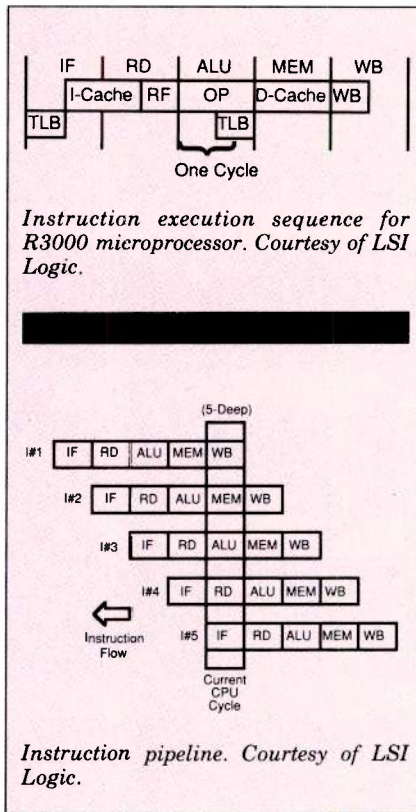 IF RD ALU MEM WB
I-Cache RF OP D-Cache WB
TLB TLB
One Cycle
Instruction execution sequence for
R3000 microprocessor. Courtesy of LSI
Logic.
(5-Deep)
I#1 IF RD ALU MEM WB
I#2 IF RD ALU MEM WB
I#3 IF RD ALU MEM WB
I#4 IF RD ALU MEM WB
I#5 IF RD ALU MEM WB
Instruction
Flow
Current
CPU
Cycle
Instruction pipeline. Courtesy of LSI
Logic.